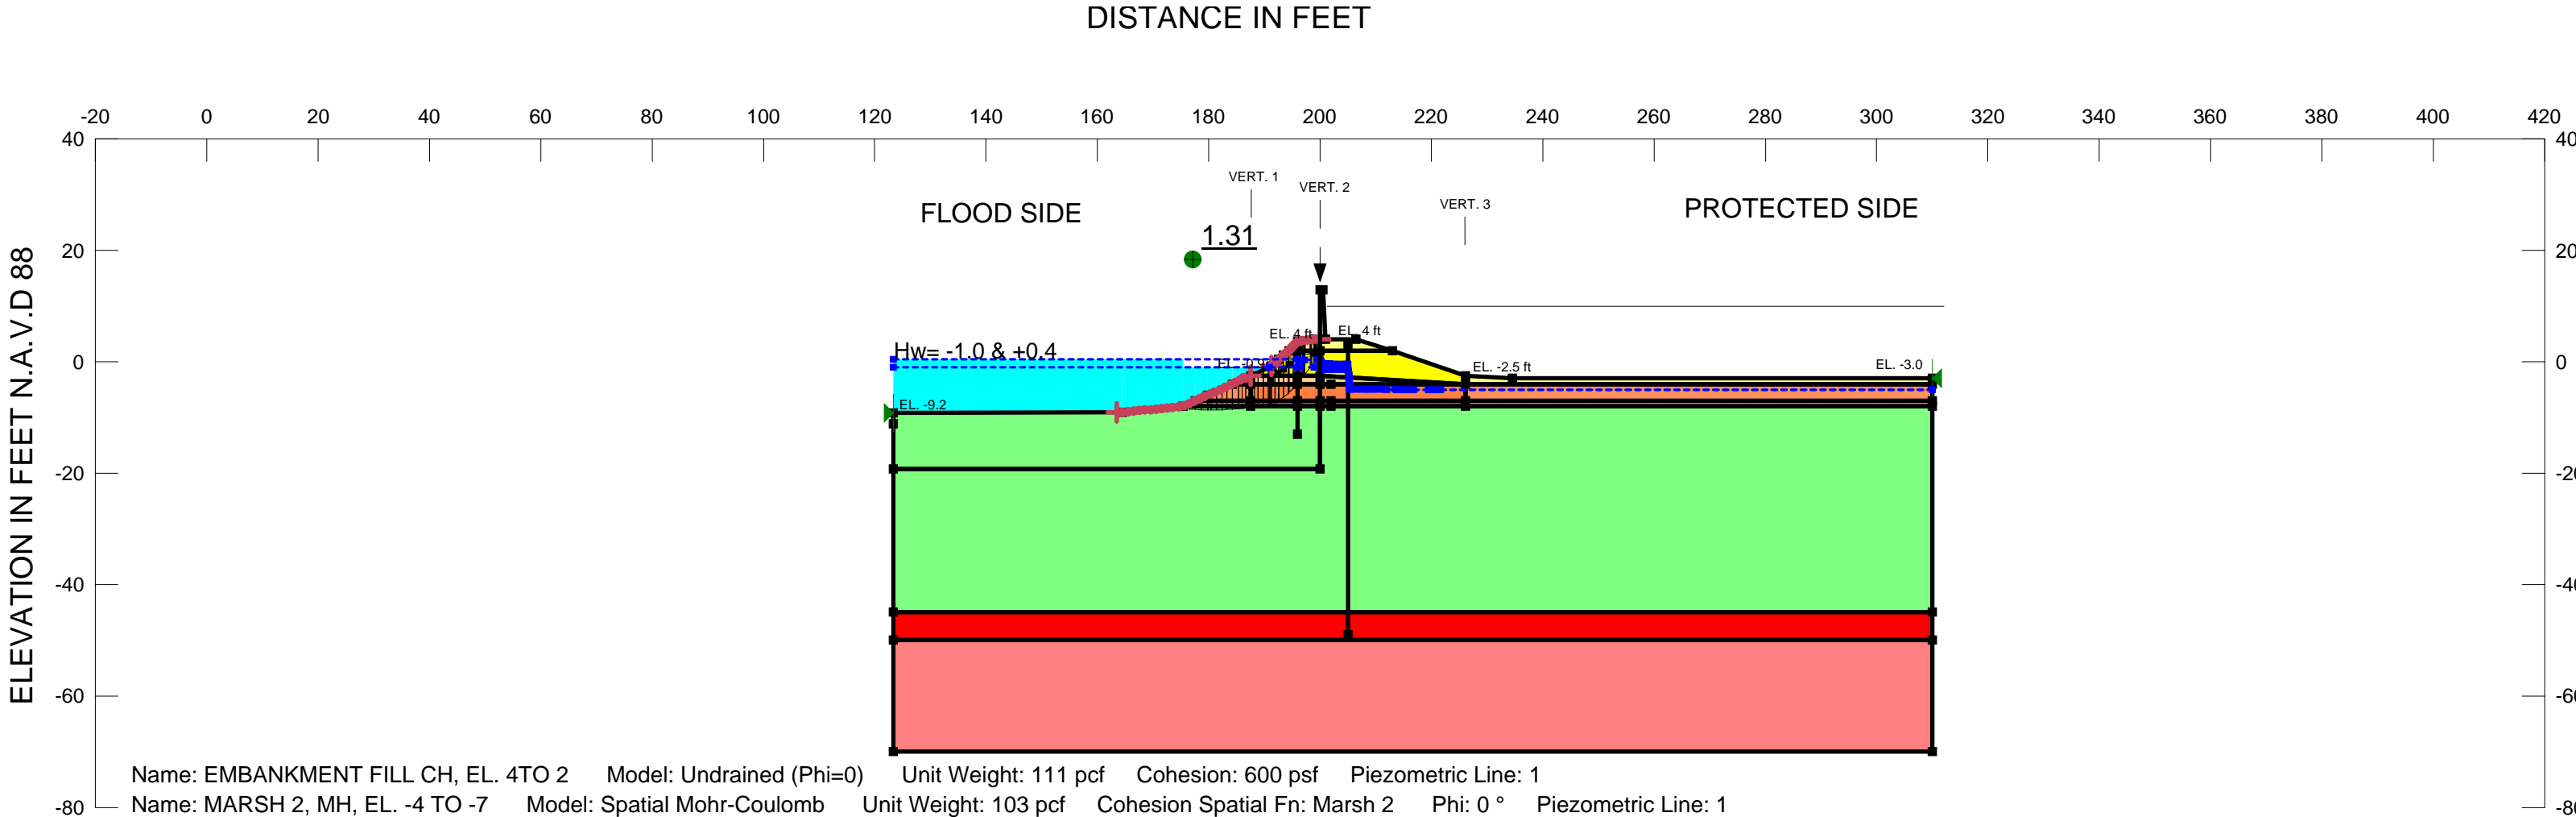 DISTANCE IN FEET
-20 0 20 40 60 80 100 120 140 160 180 200 220 240 260 280 300 320 340 360 380 400 420
40 40
VERT. 1
VERT. 2
VERT. 3
FLOOD SIDE
PROTECTED SIDE
1.31
20 20
EL. 4 ft
EL. 4 ft
Hw= -1.0 & +0.4
0 0
EL. -2.5 ft
EL. -3.0
EL. -9.2
-20 -20
-40 -40
-60 -60
-80 -80
ELEVATION IN FEET N.A.V.D 88
Name: EMBANKMENT FILL CH, EL. 4TO 2 Model: Undrained (Phi=0) Unit Weight: 111 pcf Cohesion: 600 psf Piezometric Line: 1
Name: MARSH 2, MH, EL. -4 TO -7 Model: Spatial Mohr-Coulomb Unit Weight: 103 pcf Cohesion Spatial Fn: Marsh 2 Phi: 0 ° Piezometric Line: 1